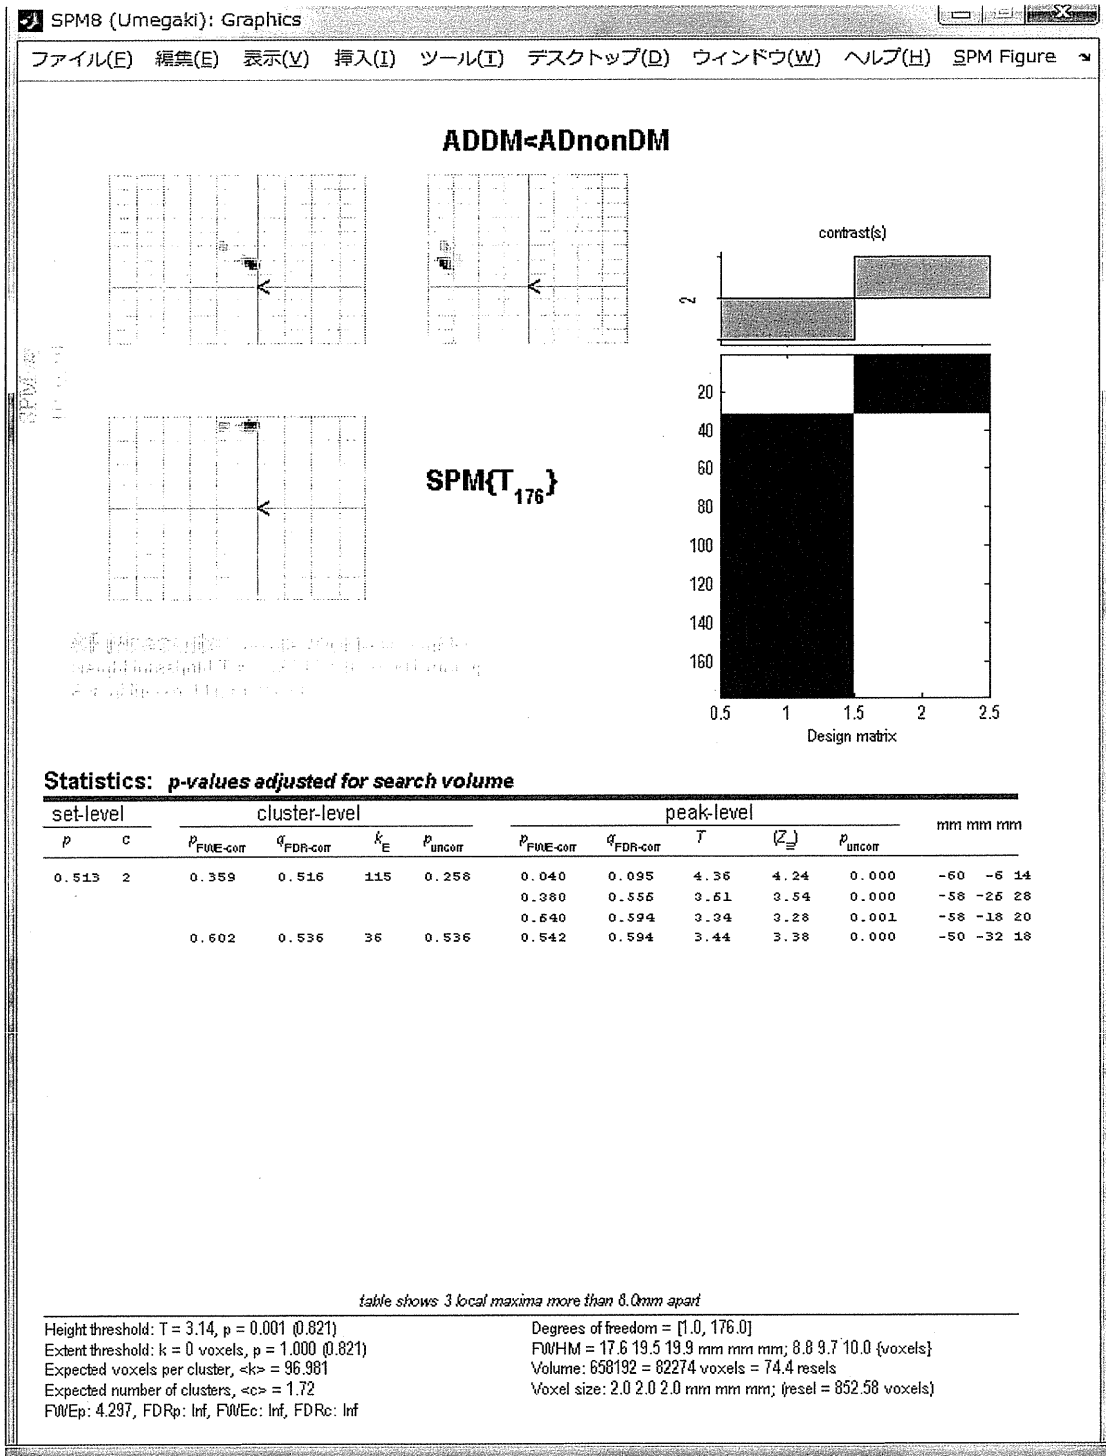 SPM8 (Umegaki): Graphics
ファイル(F) 編集(E) 表示(V) 挿入(I) ツール(T) デスクトップ(D) ウィンドウ(W) ヘルプ(H) SPM Figure
ADDM<ADnonDM
contrast(s)
2
SPM{T176}
20
40
60
80
100
120
140
160
0.5 1 1.5 2 2.5
Design matrix
Statistics: p-values adjusted for search volume
set-level cluster-level peak-level mm mm mm
p c pFWE-corr qFDR-corr kE puncorr pFWE-corr qFDR-corr T (Z≡) puncorr
0.513 2 0.359 0.516 115 0.258 0.040 0.095 4.36 4.24 0.000 -60 -6 14
0.380 0.555 3.61 3.54 0.000 -58 -26 28
0.640 0.594 3.34 3.28 0.001 -58 -18 20
0.602 0.536 36 0.536 0.542 0.594 3.44 3.38 0.000 -50 -32 18
table shows 3 local maxima more than 8.0mm apart
Height threshold: T = 3.14, p = 0.001 (0.821)
Extent threshold: k = 0 voxels, p = 1.000 (0.821)
Expected voxels per cluster, <k> = 96.981
Expected number of clusters, <c> = 1.72
FWEp: 4.297, FDRp: Inf, FWEc: Inf, FDRc: Inf
Degrees of freedom = [1.0, 176.0]
FWHM = 17.6 19.5 19.9 mm mm mm; 8.8 9.7 10.0 {voxels}
Volume: 658192 = 82274 voxels = 74.4 resels
Voxel size: 2.0 2.0 2.0 mm mm mm; (resel = 852.58 voxels)